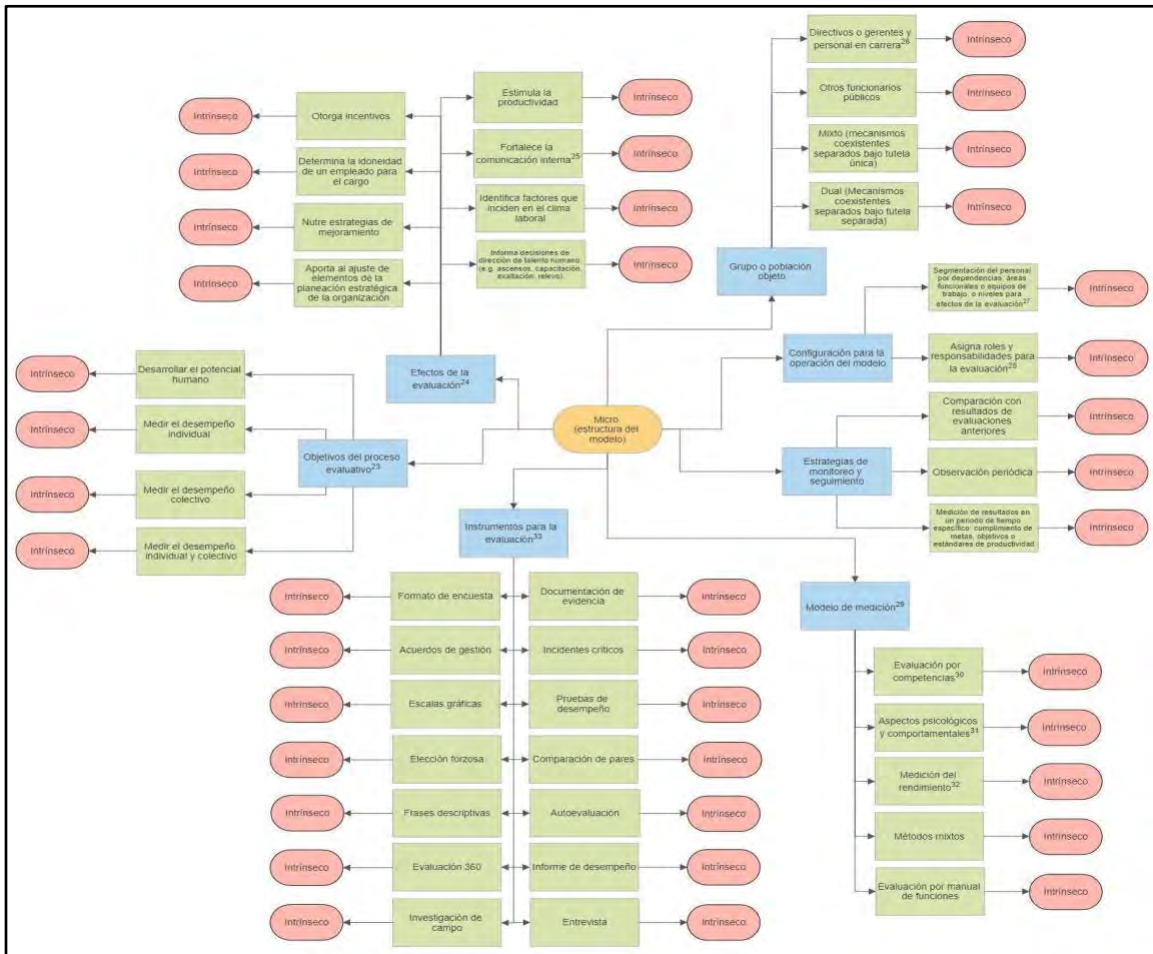 Directivos o gerentes y
personal en carrera26
Intrínseco
Otros funcionarios
públicos
Intrínseco
Mixto (mecanismos
coexistentes
separados bajo tutela
única)
Intrínseco
Dual (Mecanismos
coexistentes
separados bajo tutela
separada)
Intrínseco
Grupo o población
objeto
Estimula la
productividad
Intrínseco
Fortalece la
comunicación interna25
Intrínseco
Identifica factores que
inciden en el clima
laboral
Intrínseco
Informa decisiones de
dirección de talento humano
(e.g. ascensos, capacitación,
exaltación, relevo)
Intrínseco
Intrínseco
Otorga incentivos
Intrínseco
Determina la idoneidad
de un empleado para
el cargo
Intrínseco
Nutre estrategias de
mejoramiento
Intrínseco
Aporta al ajuste de
elementos de la
planeación estratégica
de la organización
Efectos de la
evaluación24
Segmentación del personal
por dependencias, áreas
funcionales o equipos de
trabajo, o niveles para
efectos de la evaluación27
Intrínseco
Configuración para la
operación del modelo
Asigna roles y
responsabilidades para
la evaluación28
Intrínseco
Micro
(estructura del
modelo)
Intrínseco
Desarrollar el potencial
humano
Intrínseco
Medir el desempeño
individual
Objetivos del proceso
evaluativo23
Intrínseco
Medir el desempeño
colectivo
Intrínseco
Medir el desempeño
individual y colectivo
Comparación con
resultados de
evaluaciones
anteriores
Intrínseco
Estrategias de
monitoreo y
seguimiento
Observación periódica
Intrínseco
Medición de resultados en
un periodo de tiempo
específico: cumplimiento de
metas, objetivos o
estándares de productividad
Intrínseco
Instrumentos para la
evaluación33
Intrínseco
Formato de encuesta
Documentación de
evidencia
Intrínseco
Intrínseco
Acuerdos de gestión
Incidentes críticos
Intrínseco
Intrínseco
Escalas gráficas
Pruebas de
desempeño
Intrínseco
Intrínseco
Elección forzosa
Comparación de pares
Intrínseco
Intrínseco
Frases descriptivas
Autoevaluación
Intrínseco
Intrínseco
Evaluación 360
Informe de desempeño
Intrínseco
Intrínseco
Investigación de
campo
Entrevista
Intrínseco
Modelo de medición29
Evaluación por
competencias30
Intrínseco
Aspectos psicológicos
y comportamentales31
Intrínseco
Medición del
rendimiento32
Intrínseco
Métodos mixtos
Intrínseco
Evaluación por manual
de funciones
Intrínseco